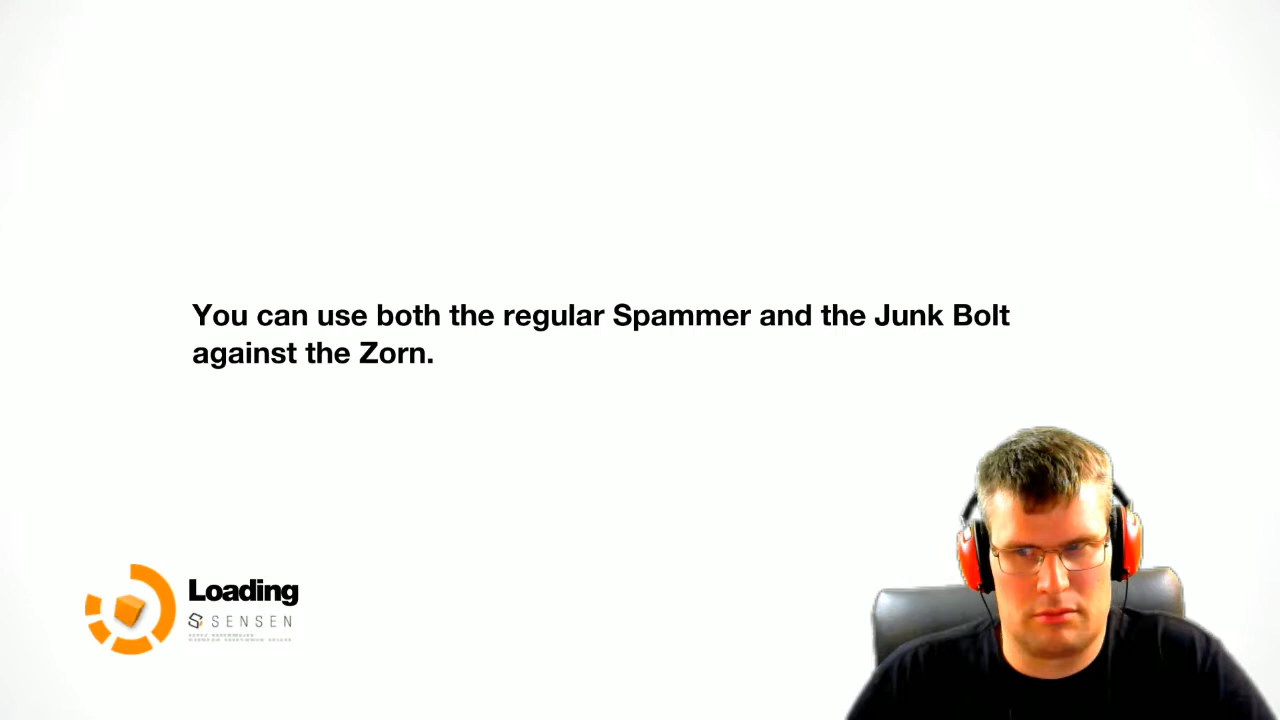 You can use both the regular Spammer and the Junk Bolt
against the Zorn.
Loading
SENSEN